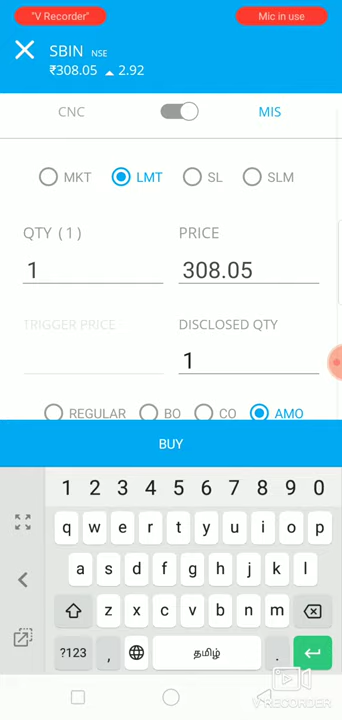 "V Recorder" Mic in use
SBIN NSE
₹308.05 ▲ 2.92
CNC MIS
MKT LMT SL SLM
QTY ( 1 ) PRICE
1 308.05
TRIGGER PRICE DISCLOSED QTY
1
REGULAR BO CO AMO
BUY
1 2 3 4 5 6 7 8 9 0
q w e r t y u i o p
a s d f g h j k l
z x c v b n m
?123 , தமிழ் .
V RECORDER